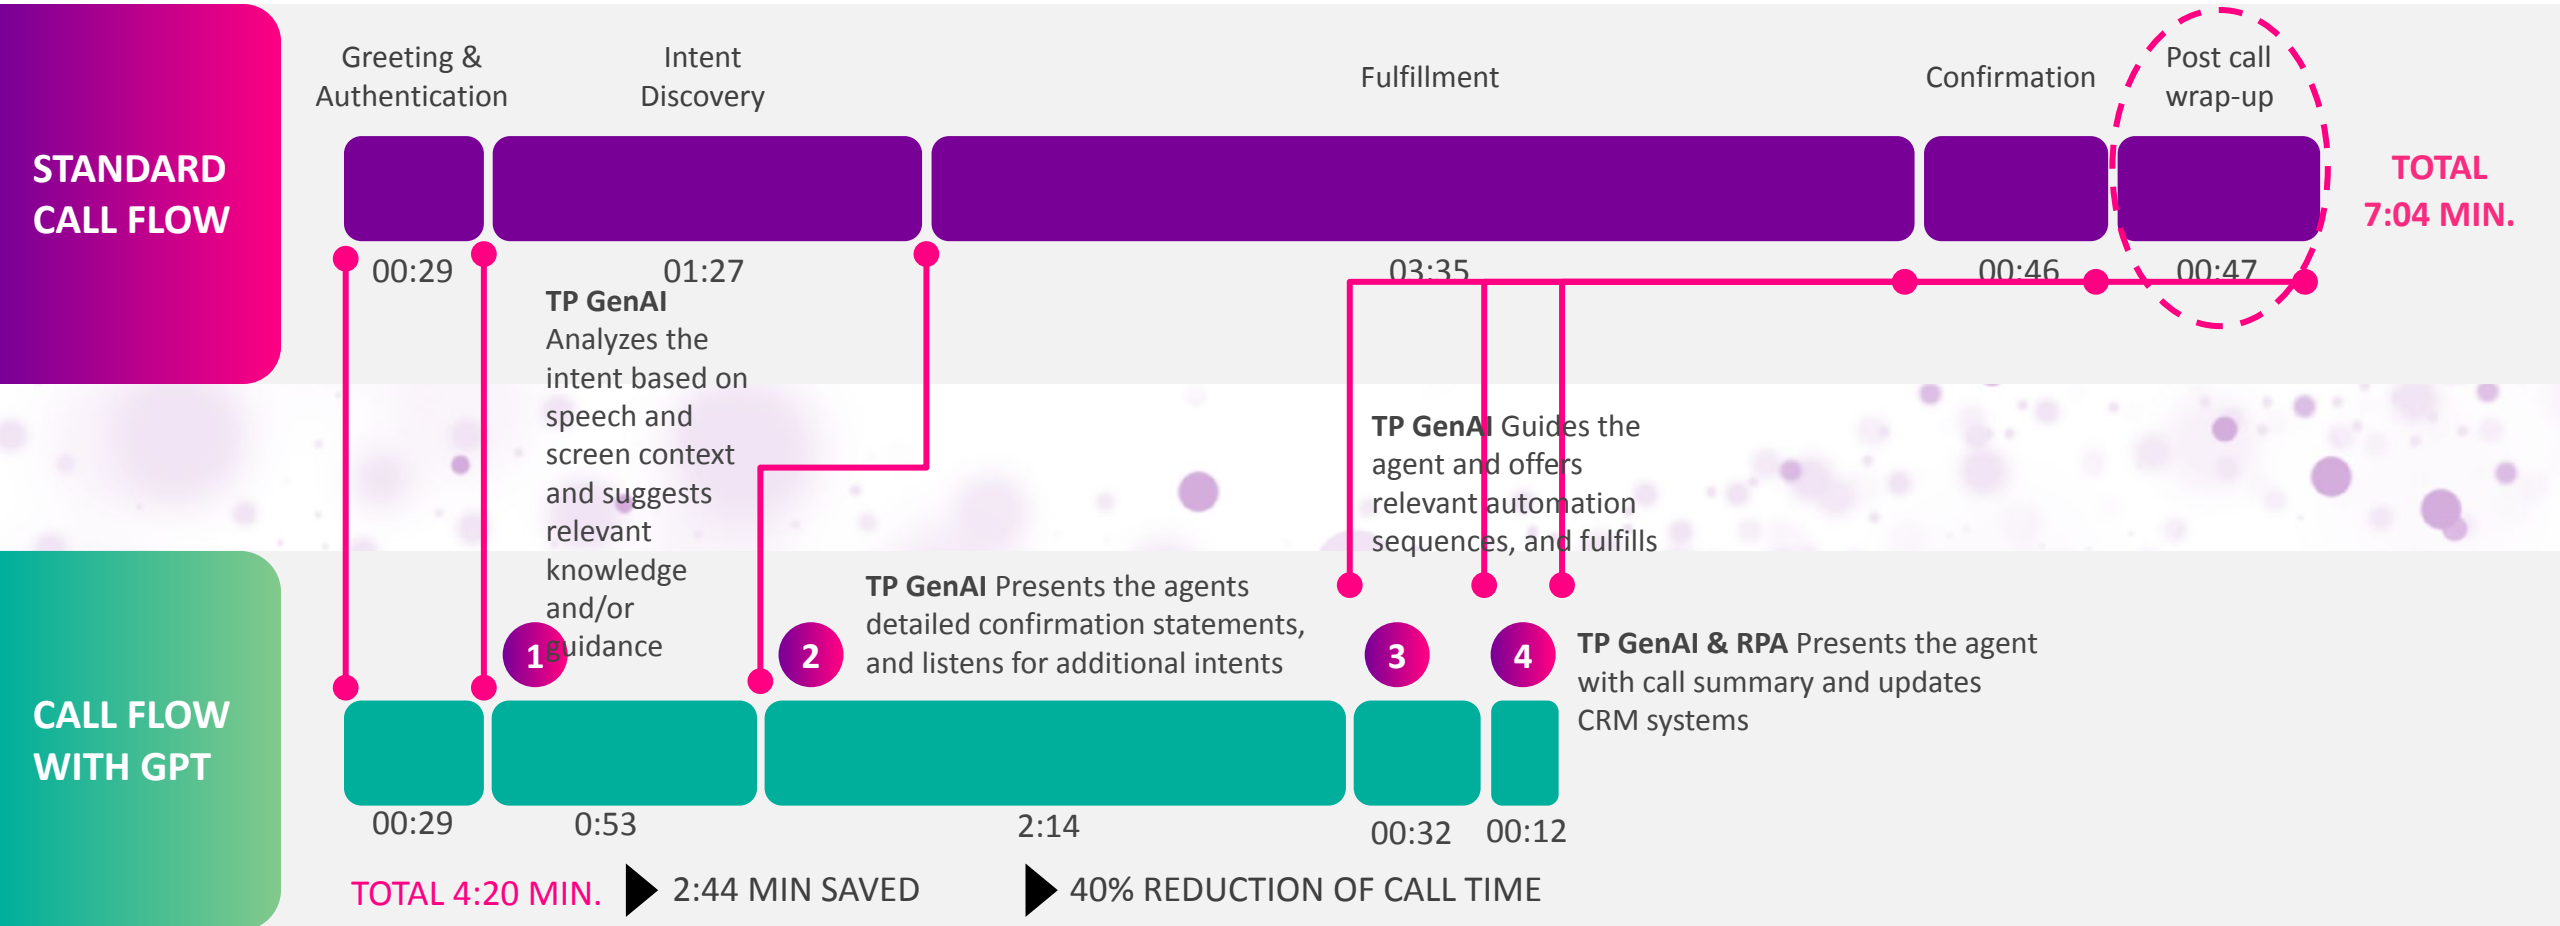 Greeting &
Authentication
Intent
Discovery
Fulfillment
Confirmation
Post call
wrap-up
STANDARD
CALL FLOW
TOTAL
7:04 MIN.
00:29
01:27
03:35
00:46
00:47
TP GenAI
Analyzes the
intent based on
speech and
screen context
and suggests
relevant
knowledge
and/or
guidance
TP GenAI Guides the
agent and offers
relevant automation
sequences, and fulfills
TP GenAI Presents the agents
detailed confirmation statements,
and listens for additional intents
1
2
3
4
TP GenAI & RPA Presents the agent
with call summary and updates
CRM systems
CALL FLOW
WITH GPT
00:29
0:53
2:14
00:32
00:12
TOTAL 4:20 MIN.
2:44 MIN SAVED
40% REDUCTION OF CALL TIME